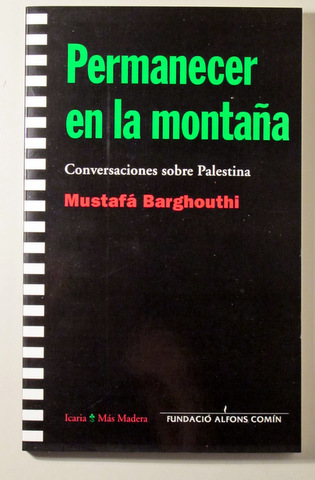 Permanecer
en la montaña
Conversaciones sobre Palestina
Mustafá Barghouthi
Icaria Más Madera
FUNDACIÓ ALFONS COMÍN